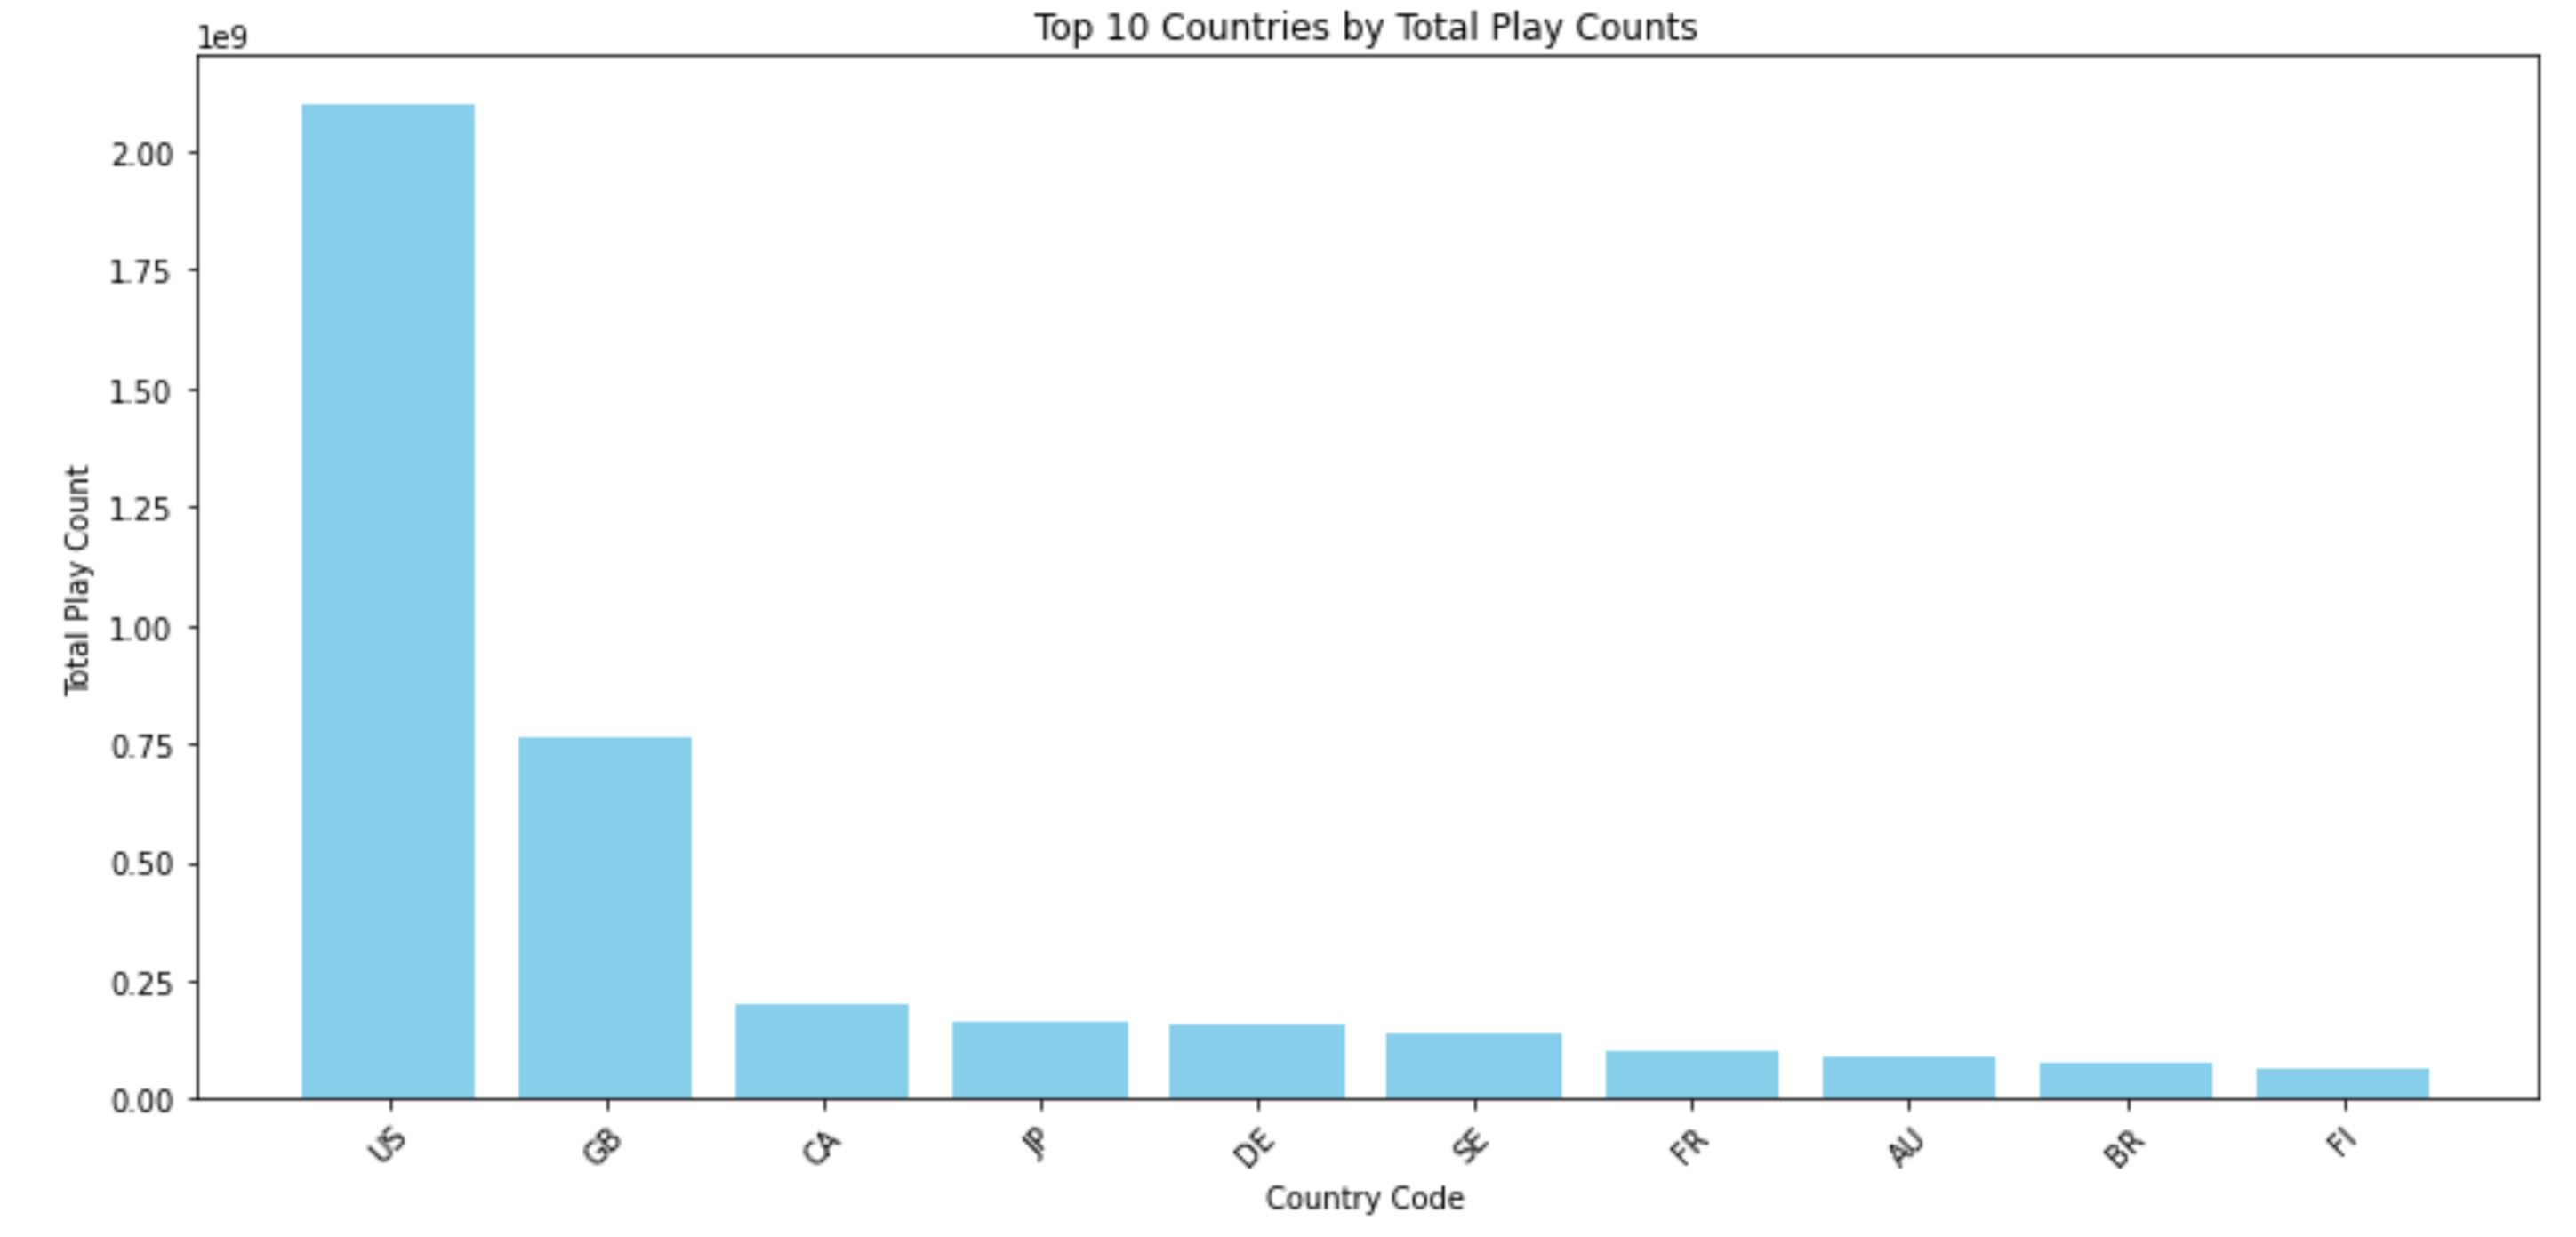 Top 10 Countries by Total Play Counts
1e9
2.00
1.75
1.50
1.25
1.00
0.75
0.50
0.25
0.00
Total Play Count
US GB CA JP DE SE FR AU BR FI
Country Code